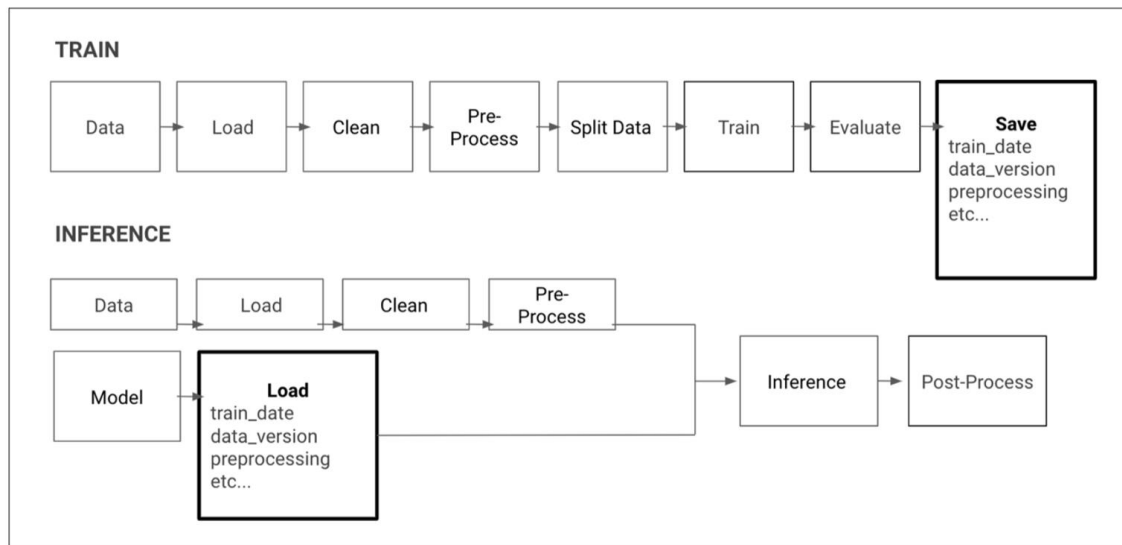 TRAIN
Data
Load
Clean
Pre-
Process
Split Data
Train
Evaluate
Save
train_date
data_version
preprocessing
etc...
INFERENCE
Data
Load
Clean
Pre-
Process
Model
Load
train_date
data_version
preprocessing
etc...
Inference
Post-Process